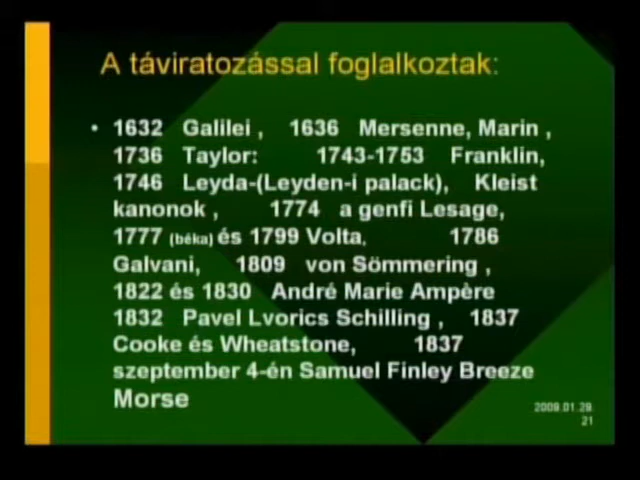 A táviratozással foglalkoztak:
• 1632 Galilei , 1636 Mersenne, Marin ,
1736 Taylor: 1743-1753 Franklin,
1746 Leyda-(Leyden-i palack), Kleist
kanonok , 1774 a genfi Lesage,
1777 (béka) és 1799 Volta, 1786
Galvani, 1809 von Sömmering ,
1822 és 1830 André Marie Ampère
1832 Pavel Lvorics Schilling , 1837
Cooke és Wheatstone, 1837
szeptember 4-én Samuel Finley Breeze
Morse
2009.01.29.
21